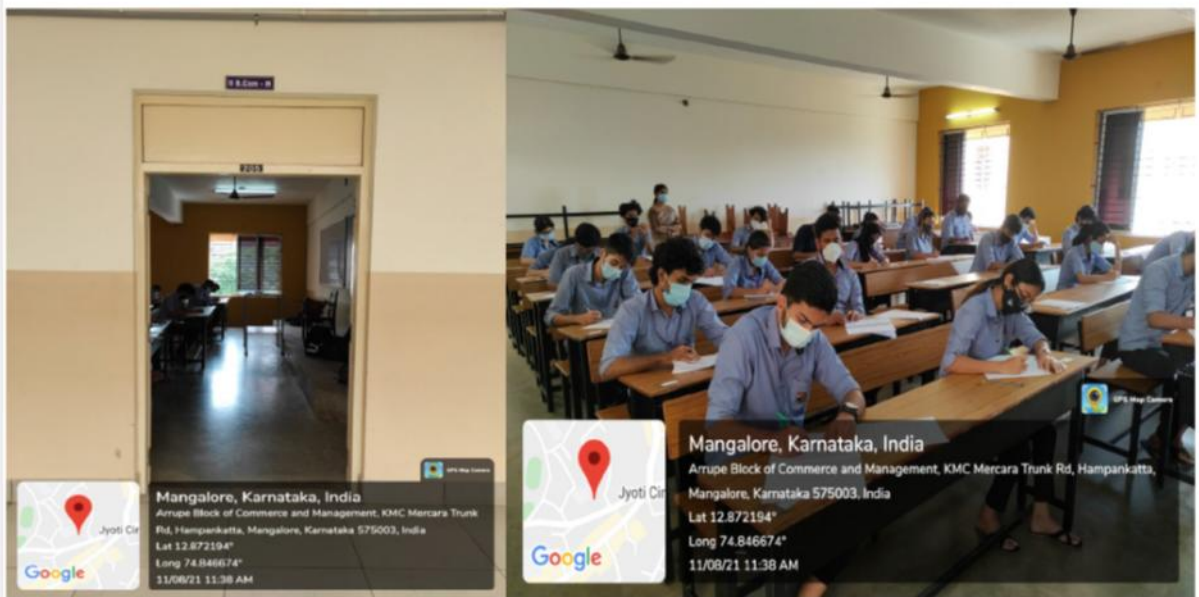 II B.Com - B
205
GPS Map Camera
Jyoti Cir
Google
Mangalore, Karnataka, India
Arrupe Block of Commerce and Management, KMC Mercara Trunk
Rd, Hampankatta, Mangalore, Karnataka 575003, India
Lat 12.872194°
Long 74.846674°
11/08/21 11:38 AM
GPS Map Camera
Jyoti Cir
Google
Mangalore, Karnataka, India
Arrupe Block of Commerce and Management, KMC Mercara Trunk Rd, Hampankatta,
Mangalore, Karnataka 575003, India
Lat 12.872194°
Long 74.846674°
11/08/21 11:38 AM